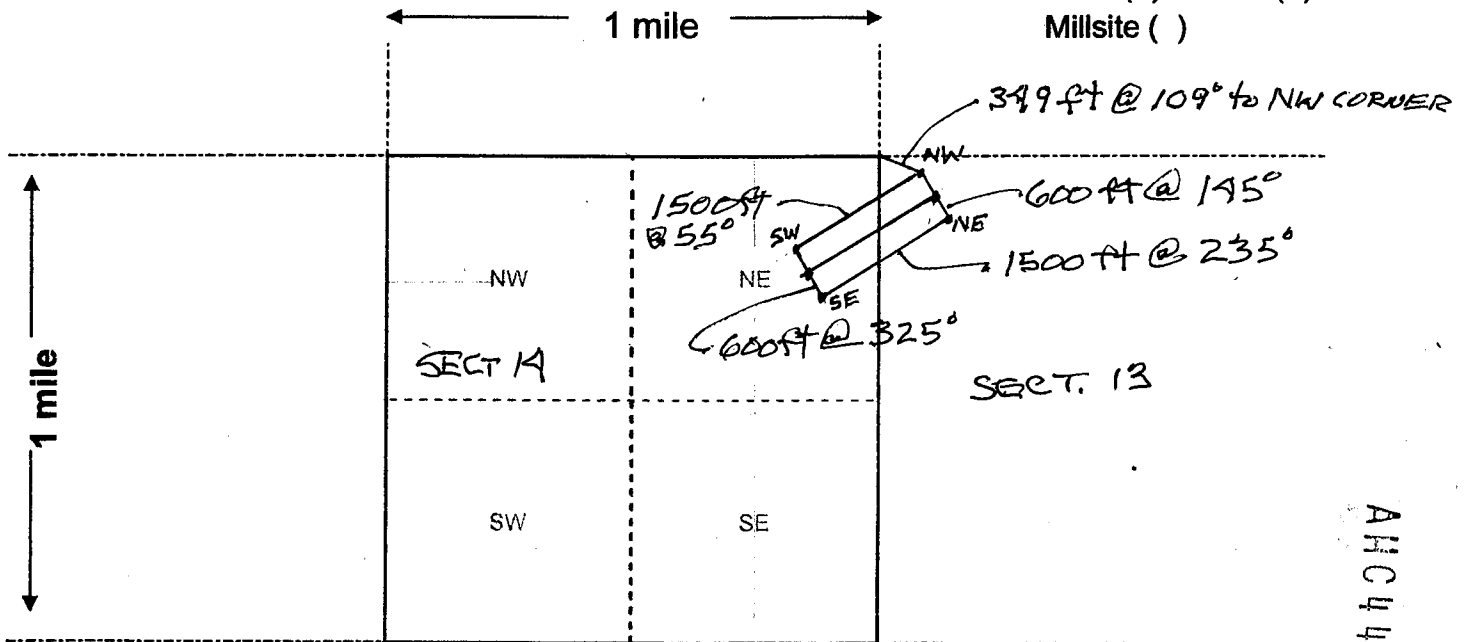 1 mile
Millsite ( )
349 ft @ 109° to NW CORNER
NW
1500 ft
@ 55°
600 ft @ 145°
SW
NE
1500 ft @ 235°
NW
NE
SE
600 ft @ 325°
SECT 14
SECT. 13
1 mile
SW
SE
AMC44